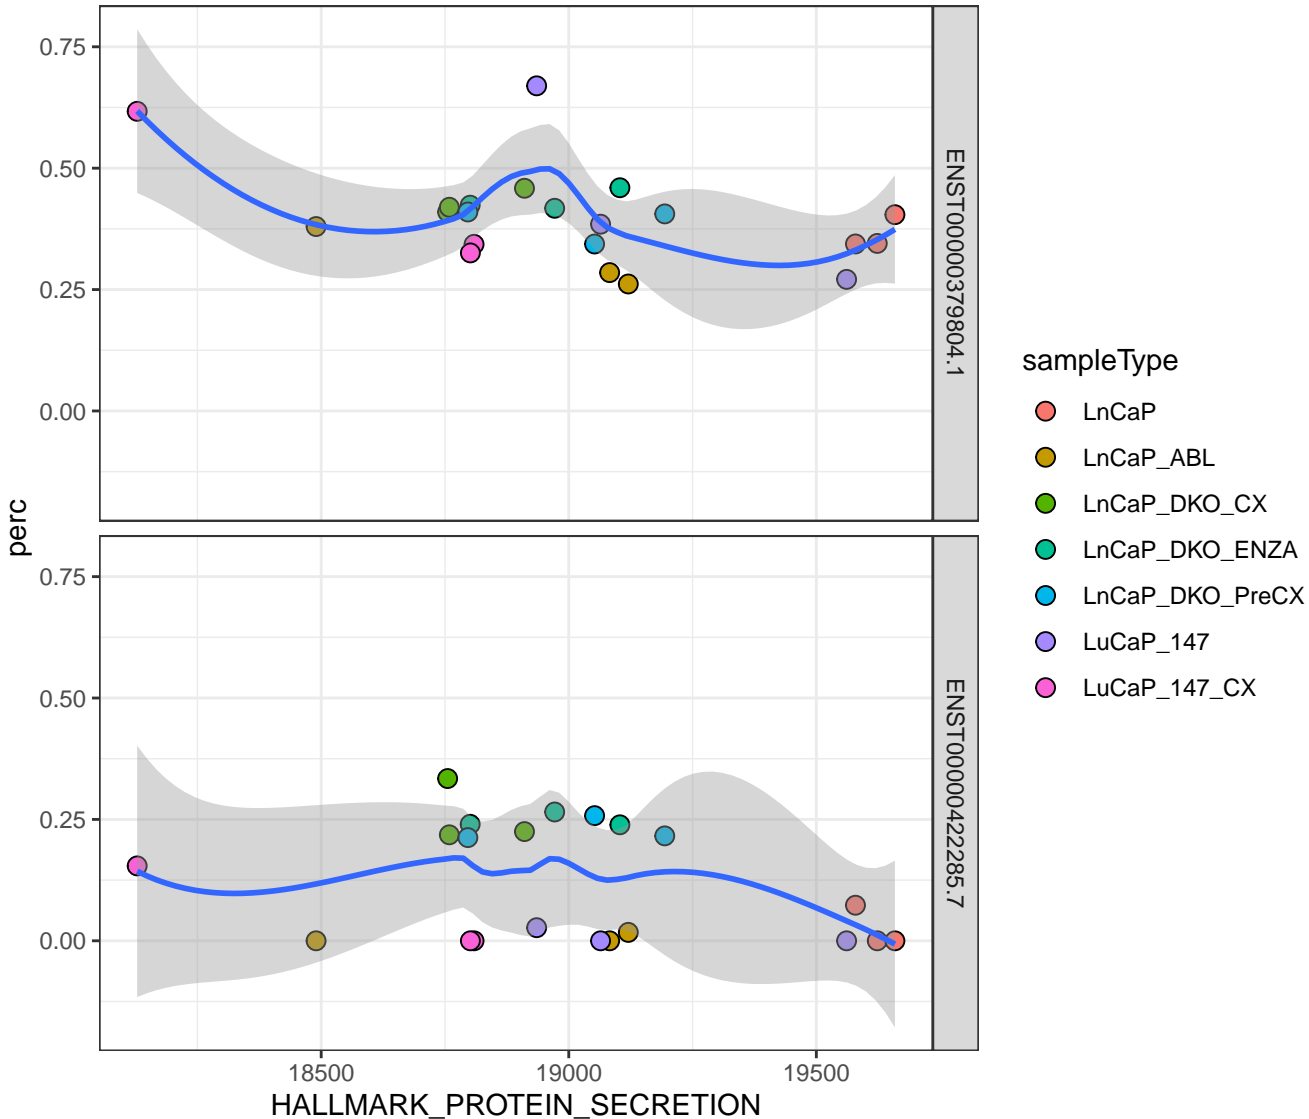 0.75
0.50
0.25
0.00
ENST00000379804.1
0.75
0.50
0.25
0.00
ENST00000422285.7
perc
18500
19000
19500
HALLMARK_PROTEIN_SECRETION
sampleType
LnCaP
LnCaP_ABL
LnCaP_DKO_CX
LnCaP_DKO_ENZA
LnCaP_DKO_PreCX
LuCaP_147
LuCaP_147_CX